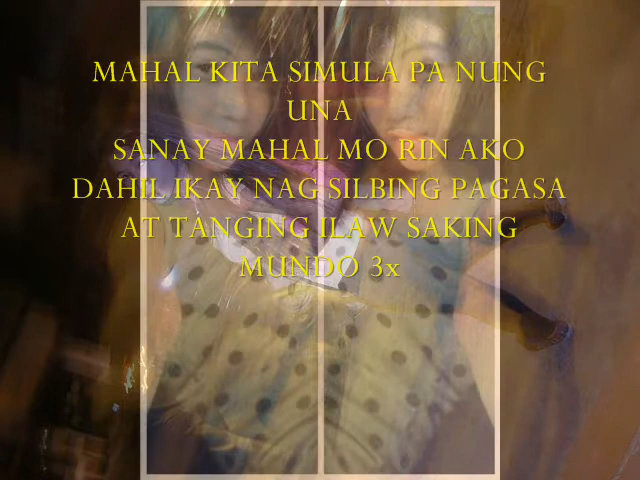 MAHAL KITA SIMULA PA NUNG
UNA
SANAY MAHAL MO RIN AKO
DAHIL IKAY NAG SILBING PAGASA
AT TANGING ILAW SAKING
MUNDO 3X